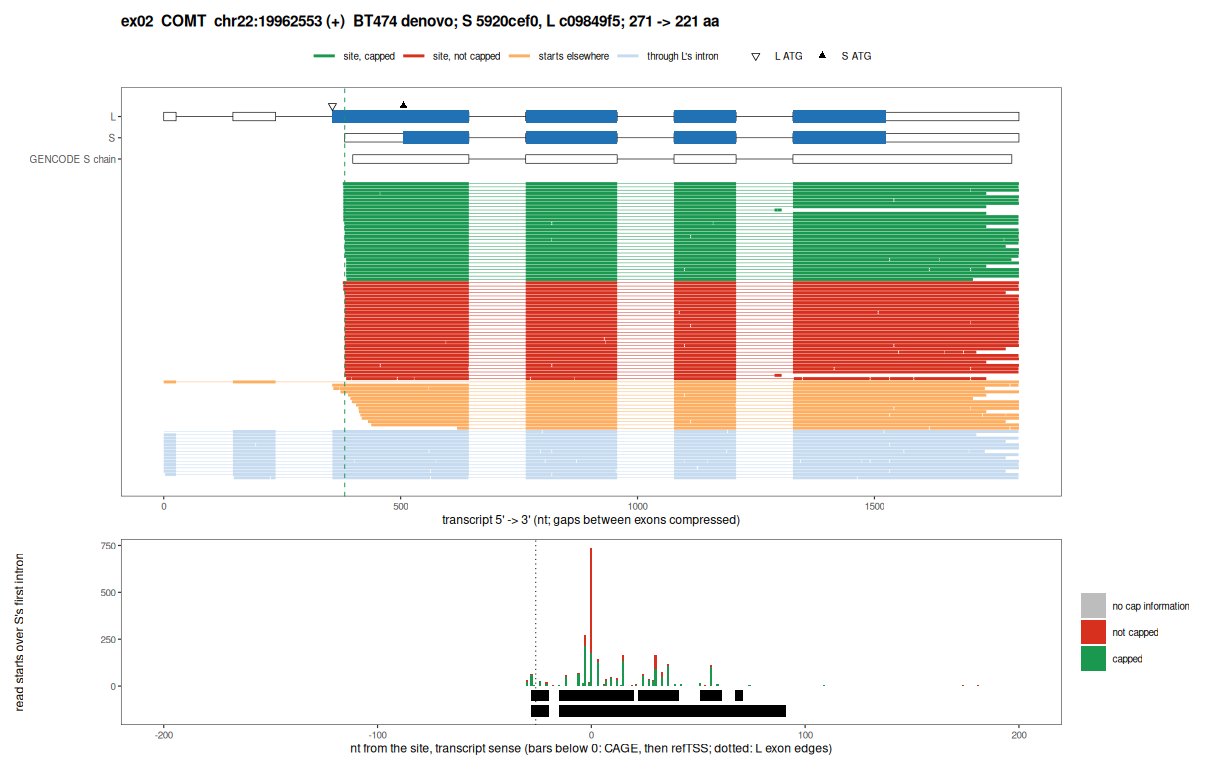 ex02 COMT chr22:19962553 (+) BT474 denovo; S 5920cef0, L c09849f5; 271 -> 221 aa
site, capped site, not capped starts elsewhere through L's intron L ATG S ATG
L
S
GENCODE S chain
0 500 1000 1500
transcript 5' -> 3' (nt; gaps between exons compressed)
read starts over S's first intron
750
500
250
0
no cap information
not capped
capped
-200 -100 0 100 200
nt from the site, transcript sense (bars below 0: CAGE, then refTSS; dotted: L exon edges)